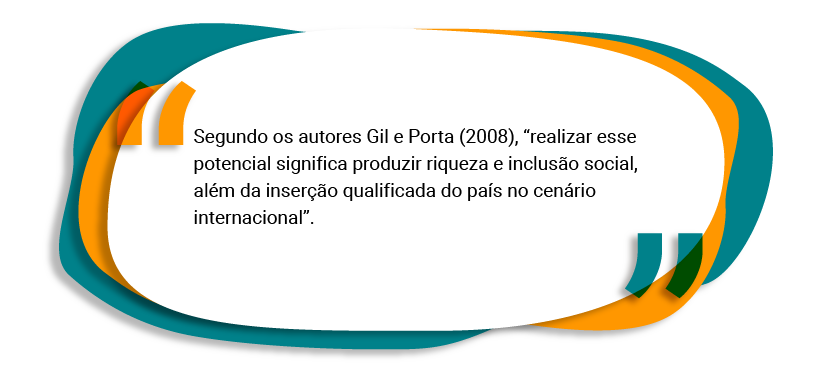 Segundo os autores Gil e Porta (2008), “realizar esse
potencial significa produzir riqueza e inclusão social,
além da inserção qualificada do país no cenário
internacional”.